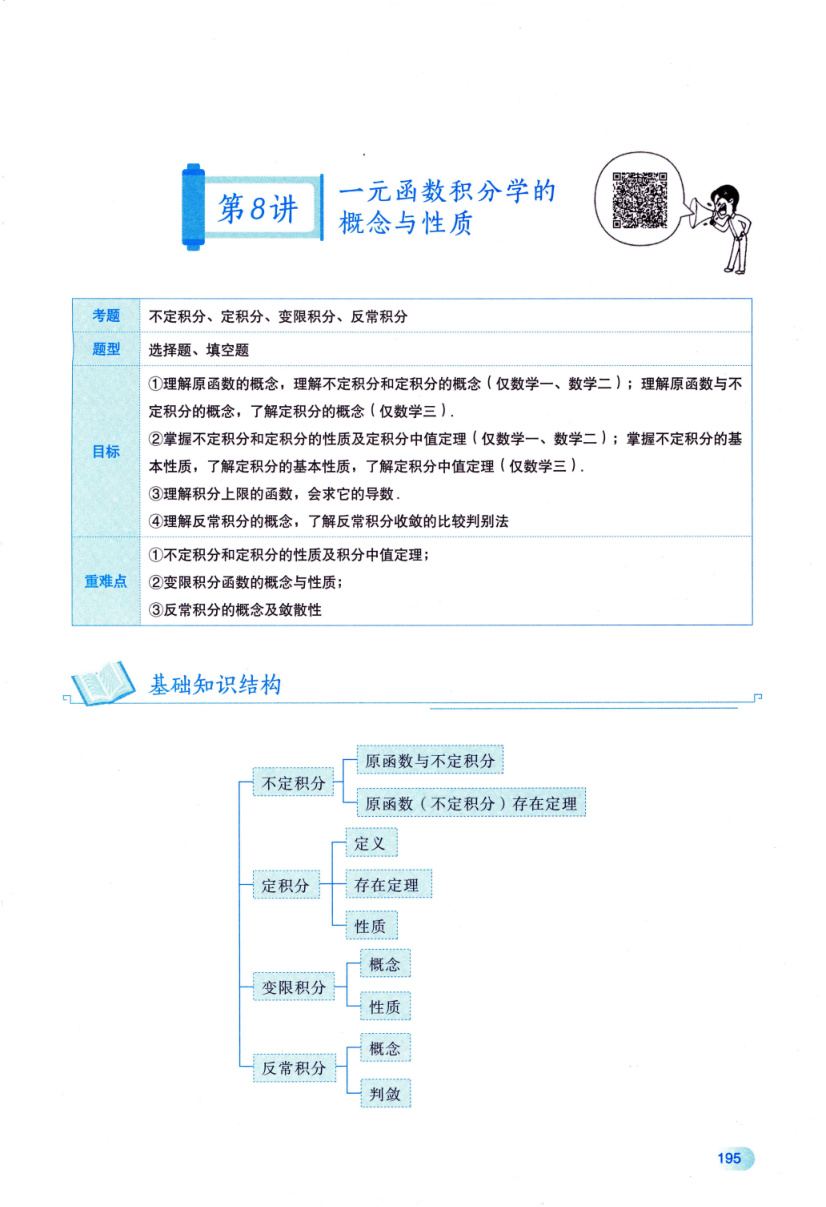 第8讲
一元函数积分学的
概念与性质
考题 不定积分、定积分、变限积分、反常积分
题型 选择题、填空题
目标
①理解原函数的概念，理解不定积分和定积分的概念（仅数学一、数学二）；理解原函数与不
定积分的概念，了解定积分的概念（仅数学三）.
②掌握不定积分和定积分的性质及定积分中值定理（仅数学一、数学二）；掌握不定积分的基
本性质，了解定积分的基本性质，了解定积分中值定理（仅数学三）.
③理解积分上限的函数，会求它的导数.
④理解反常积分的概念，了解反常积分收敛的比较判别法
重难点
①不定积分和定积分的性质及积分中值定理；
②变限积分函数的概念与性质；
③反常积分的概念及敛散性
基础知识结构
不定积分
原函数与不定积分
原函数（不定积分）存在定理
定积分
定义
存在定理
性质
变限积分
概念
性质
反常积分
概念
判敛
195